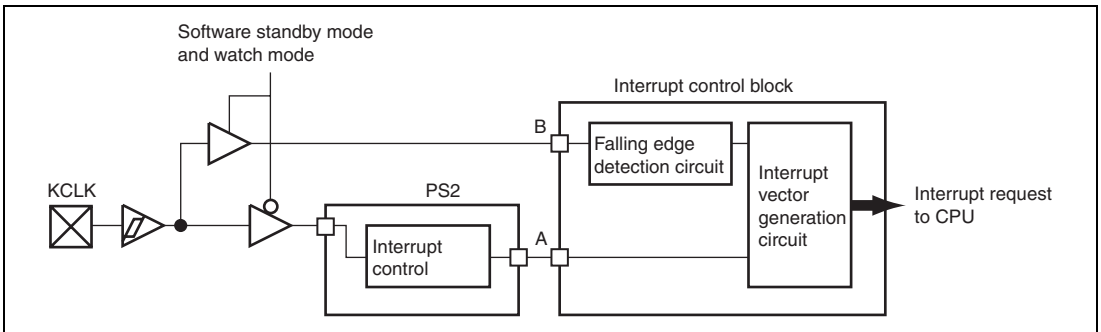 Software standby mode
and watch mode
Interrupt control block
B
Falling edge
detection circuit
KCLK
PS2
Interrupt
vector
generation
circuit
Interrupt request
to CPU
A
Interrupt
control